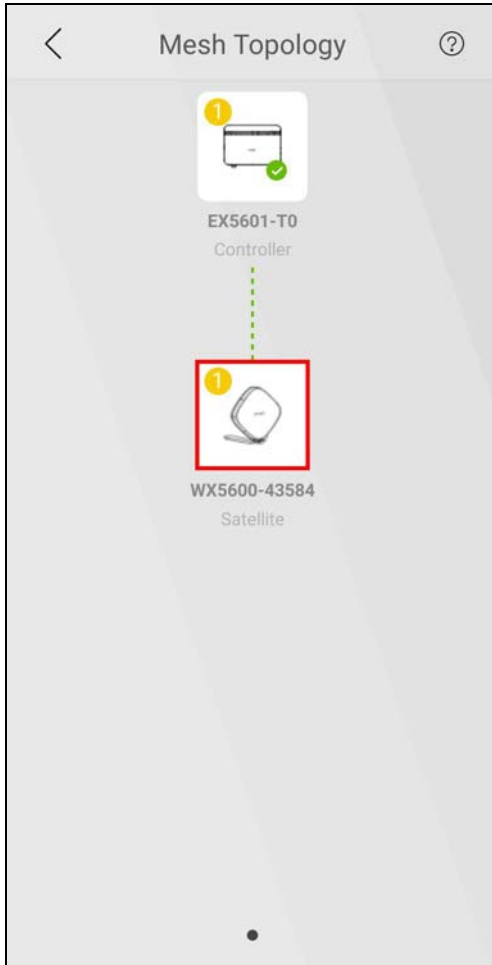 Mesh Topology ?
1
EX5601-T0
Controller
1
WX5600-43584
Satellite